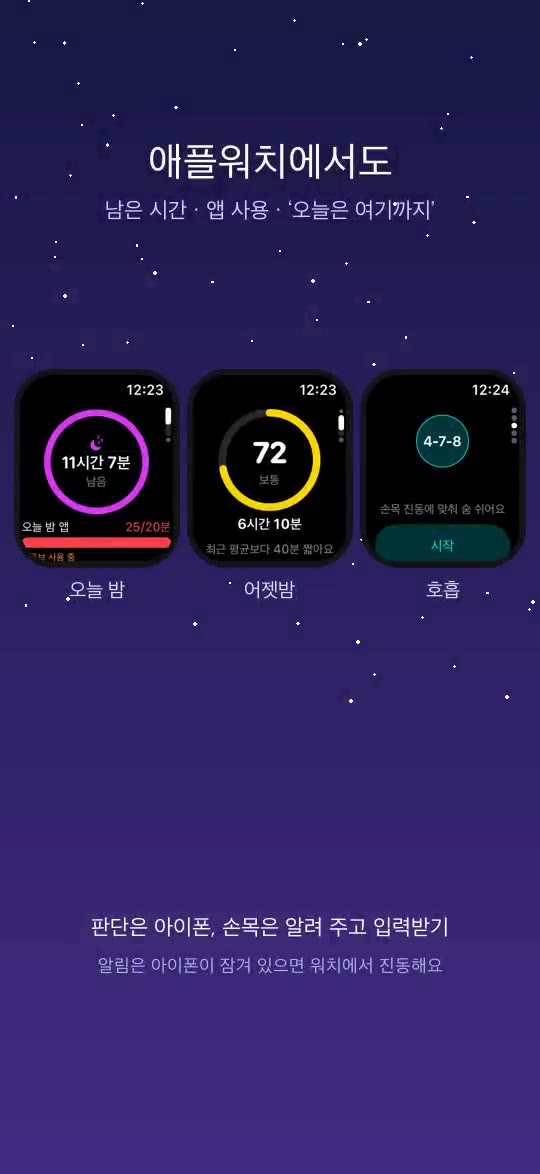 애플워치에서도
남은 시간 · 앱 사용 · ‘오늘은 여기까지’
12:23
11시간 7분
남음
오늘 밤 앱
25/20분
사용 중
오늘 밤
12:23
72
보통
6시간 10분
최근 평균보다 40분 짧아요
어젯밤
12:24
4-7-8
손목 진동에 맞춰 숨 쉬어요
시작
호흡
판단은 아이폰, 손목은 알려 주고 입력받기
알림은 아이폰이 잠겨 있으면 워치에서 진동해요